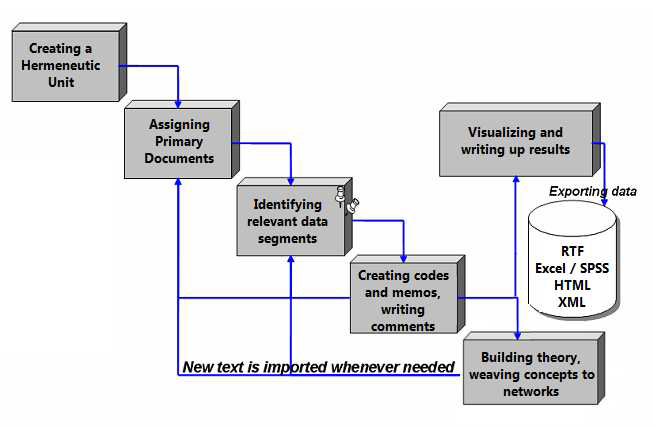 Creating a
Hermeneutic
Unit
Assigning
Primary
Documents
Identifying
relevant data
segments
Creating codes
and memos,
writing
comments
Building theory,
weaving concepts to
networks
Visualizing and
writing up results
Exporting data
RTF
Excel / SPSS
HTML
XML
New text is imported whenever needed